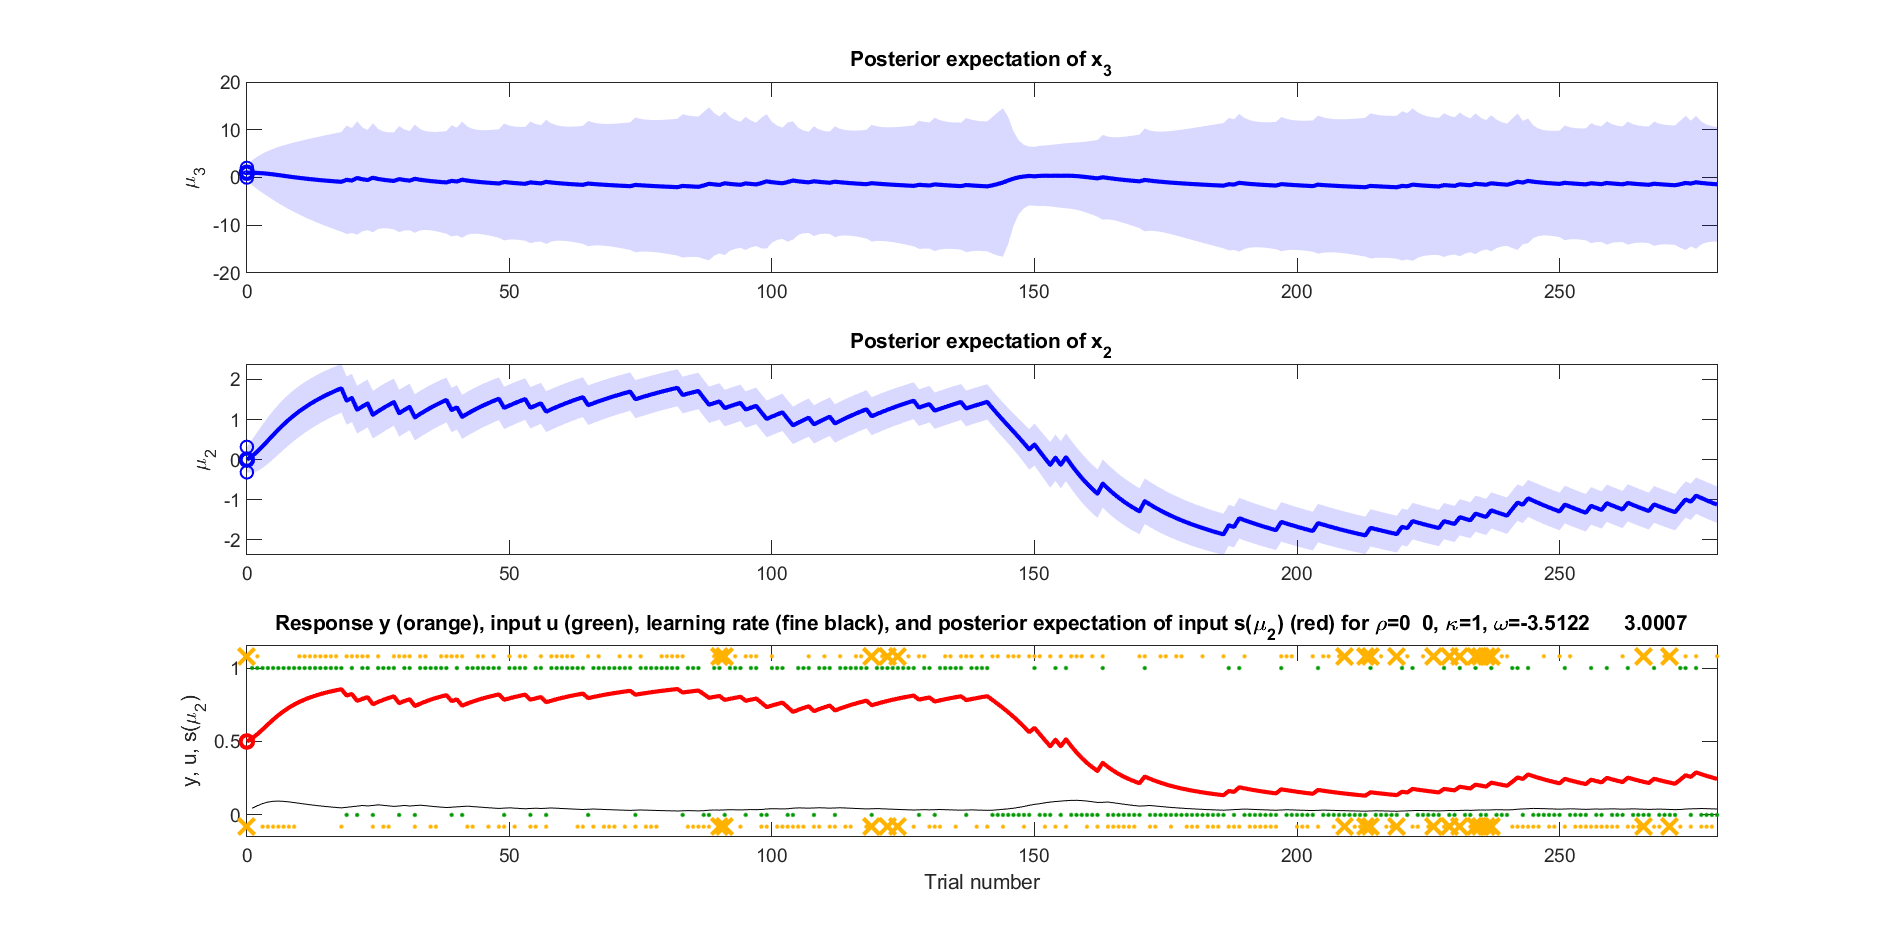 Posterior expectation of x3
20
10
0
-10
-20
μ3
0 50 100 150 200 250
Posterior expectation of x2
2
1
0
-1
-2
μ2
0 50 100 150 200 250
Response y (orange), input u (green), learning rate (fine black), and posterior expectation of input s(μ2) (red) for ρ=0 0, κ=1, ω=-3.5122 3.0007
1
0.5
0
y, u, s(μ2)
0 50 100 150 200 250
Trial number